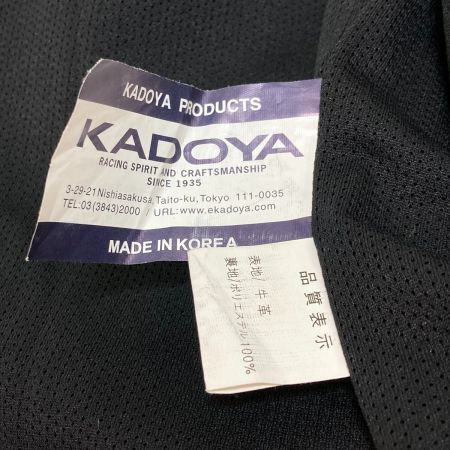 KADOYA PRODUCTS
KADOYA
RACING SPIRIT AND CRAFTSMANSHIP
SINCE 1935
3-29-21 Nishiasakusa, Taito-ku, Tokyo 111-0035
TEL:03(3843)2000 / URL:www.ekadoya.com
MADE IN KOREA
品質表示
表地/牛革
裏地/ポリエステル100%